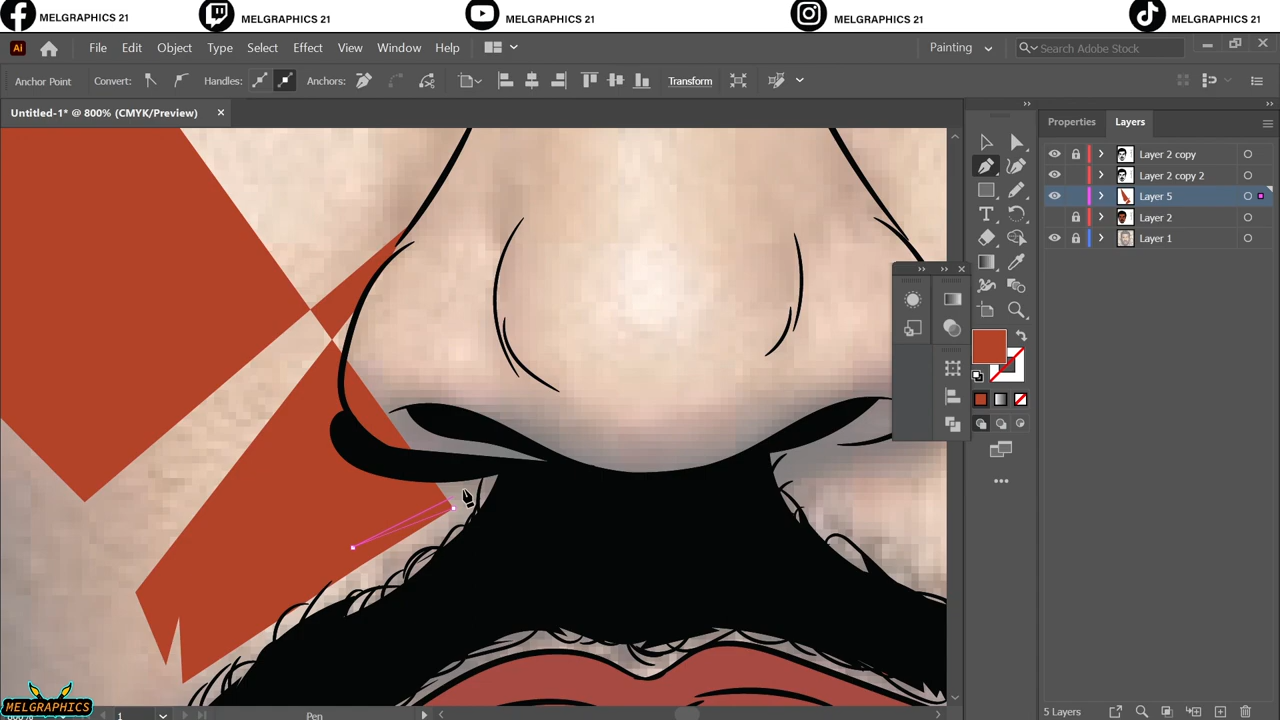 MELGRAPHICS 21 MELGRAPHICS 21 MELGRAPHICS 21 MELGRAPHICS 21 MELGRAPHICS 21
Ai File Edit Object Type Select Effect View Window Help Painting Search Adobe Stock
Anchor Point Convert: Handles: Anchors: Transform
Untitled-1* @ 800% (CMYK/Preview) Properties Layers
Layer 2 copy
Layer 2 copy 2
Layer 5
Layer 2
Layer 1
MELGRAPHICS
1 Pen 5 Layers